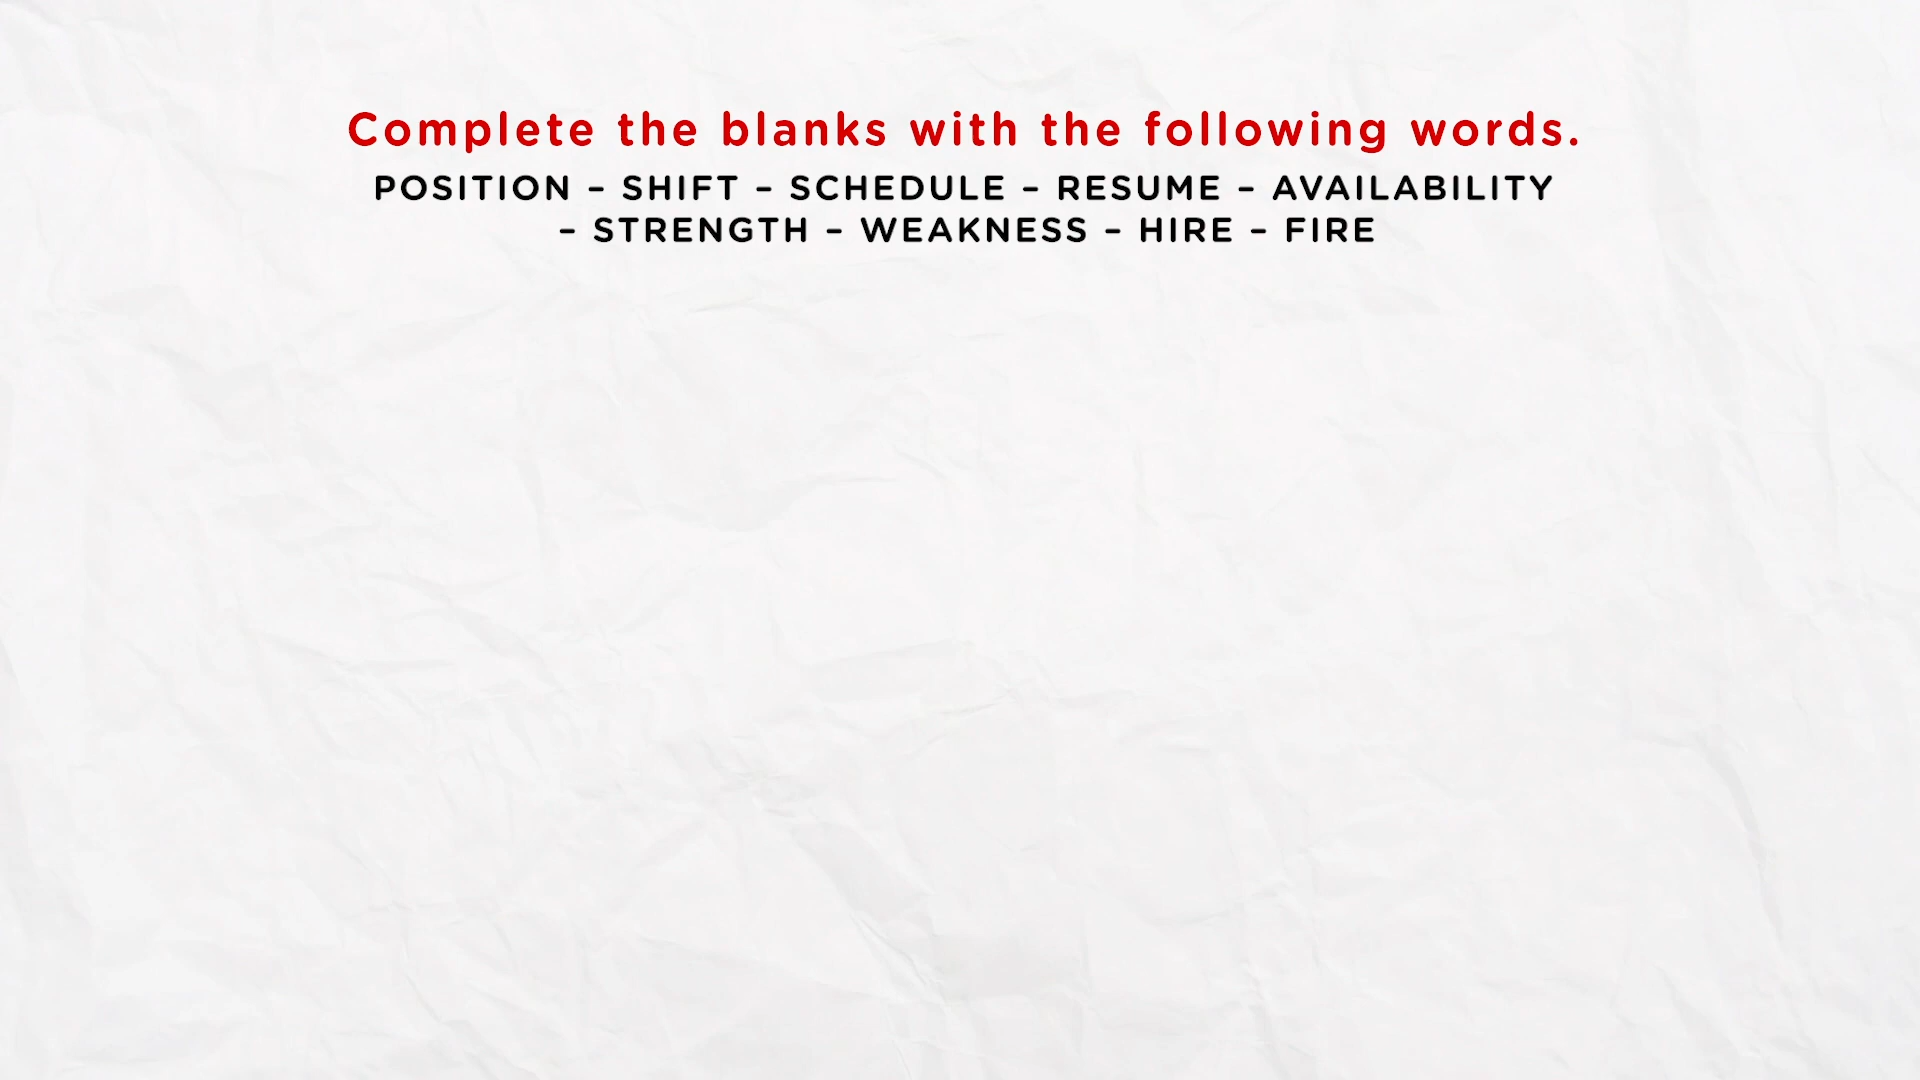 Complete the blanks with the following words.
POSITION – SHIFT – SCHEDULE – RESUME – AVAILABILITY
– STRENGTH – WEAKNESS – HIRE – FIRE